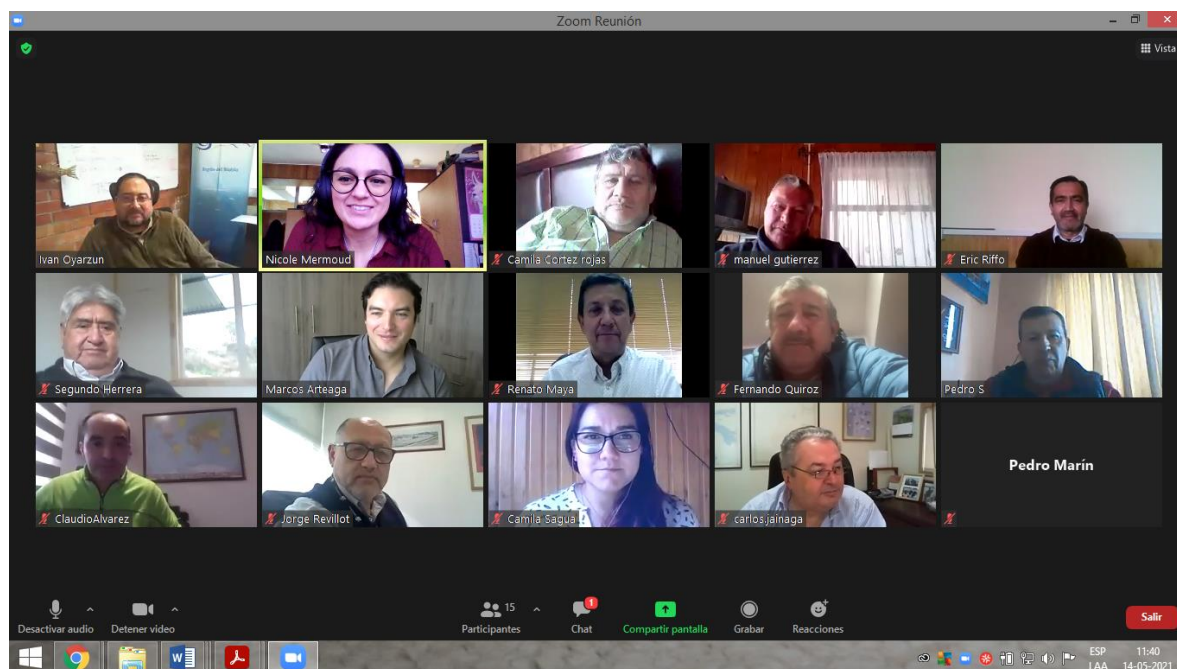 Zoom Reunión
Vista
Ivan Oyarzun
Nicole Mermoud
Camila Cortez rojas
manuel gutierrez
Eric Riffo
Segundo Herrera
Marcos Arteaga
Renato Maya
Fernando Quiroz
Pedro S
ClaudioAlvarez
Jorge Revillot
Camila Sagua
carlos.jainaga
Pedro Marín
Desactivar audio
Detener video
15
Participantes
1
Chat
Compartir pantalla
Grabar
Reacciones
Salir
ESP
LAA
11:40
14-05-2021